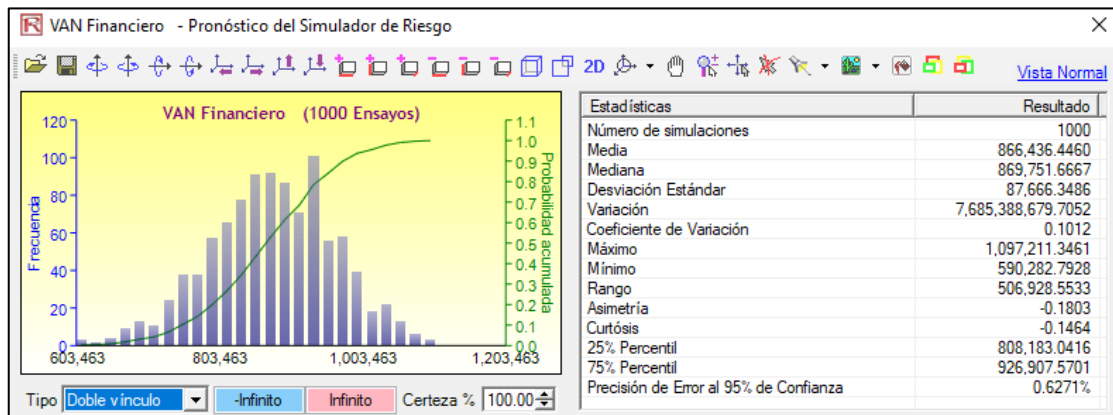 VAN Financiero - Pronóstico del Simulador de Riesgo
2D
Vista Normal
VAN Financiero (1000 Ensayos)
Frecuencia
120
100
80
60
40
20
0
1.1
1.0
0.9
0.8
0.7
0.6
0.5
0.4
0.3
0.2
0.1
0.0
Probabilidad acumulada
603,463 803,463 1,003,463 1,203,463
Tipo Doble vínculo -Infinito Infinito Certeza % 100.00
Estadísticas Resultado
Número de simulaciones 1000
Media 866,436.4460
Mediana 869,751.6667
Desviación Estándar 87,666.3486
Variación 7,685,388,679.7052
Coeficiente de Variación 0.1012
Máximo 1,097,211.3461
Mínimo 590,282.7928
Rango 506,928.5533
Asimetría -0.1803
Curtósis -0.1464
25% Percentil 808,183.0416
75% Percentil 926,907.5701
Precisión de Error al 95% de Confianza 0.6271%